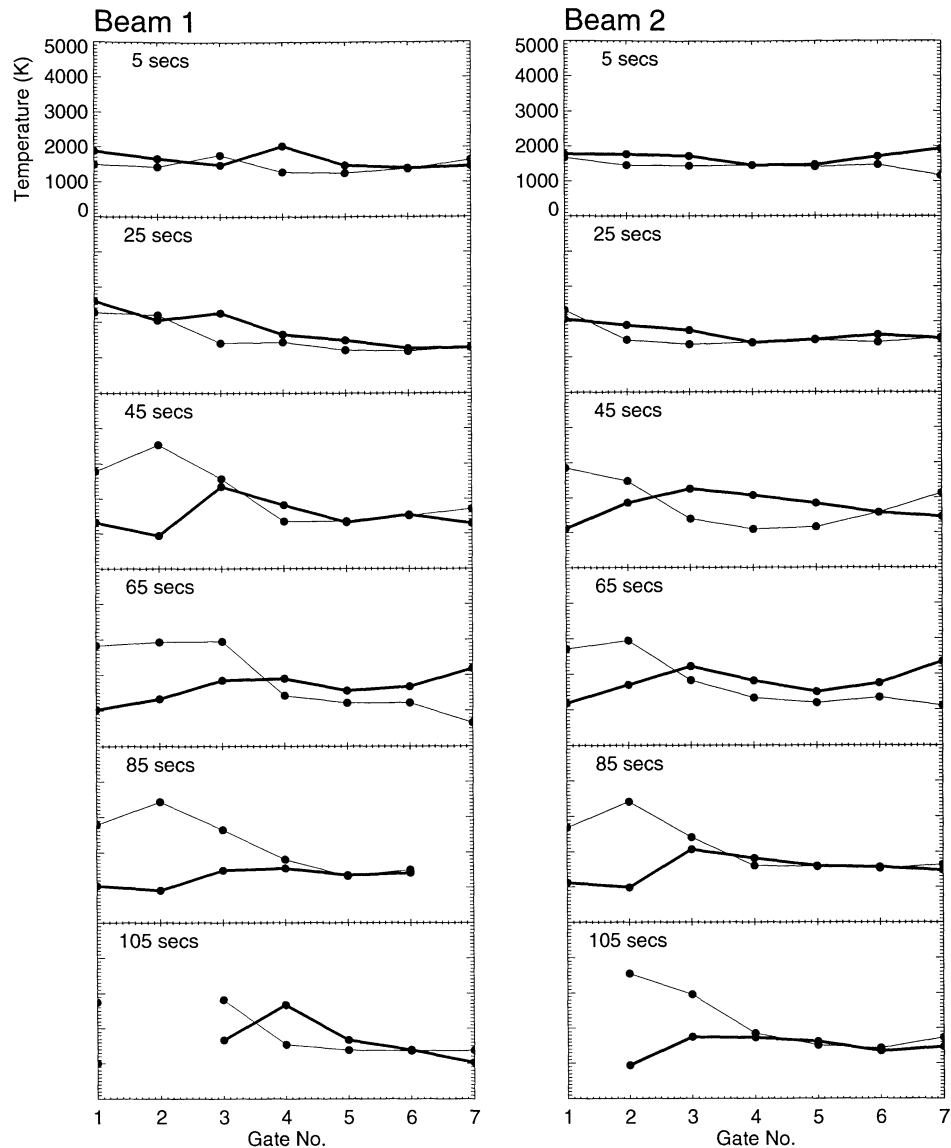 Beam 1
Beam 2
Temperature (K)
5000
4000
3000
2000
1000
0
5 secs
5000
4000
3000
2000
1000
0
5 secs
25 secs
25 secs
45 secs
45 secs
65 secs
65 secs
85 secs
85 secs
105 secs
105 secs
1 2 3 4 5 6 7
1 2 3 4 5 6 7
Gate No.
Gate No.